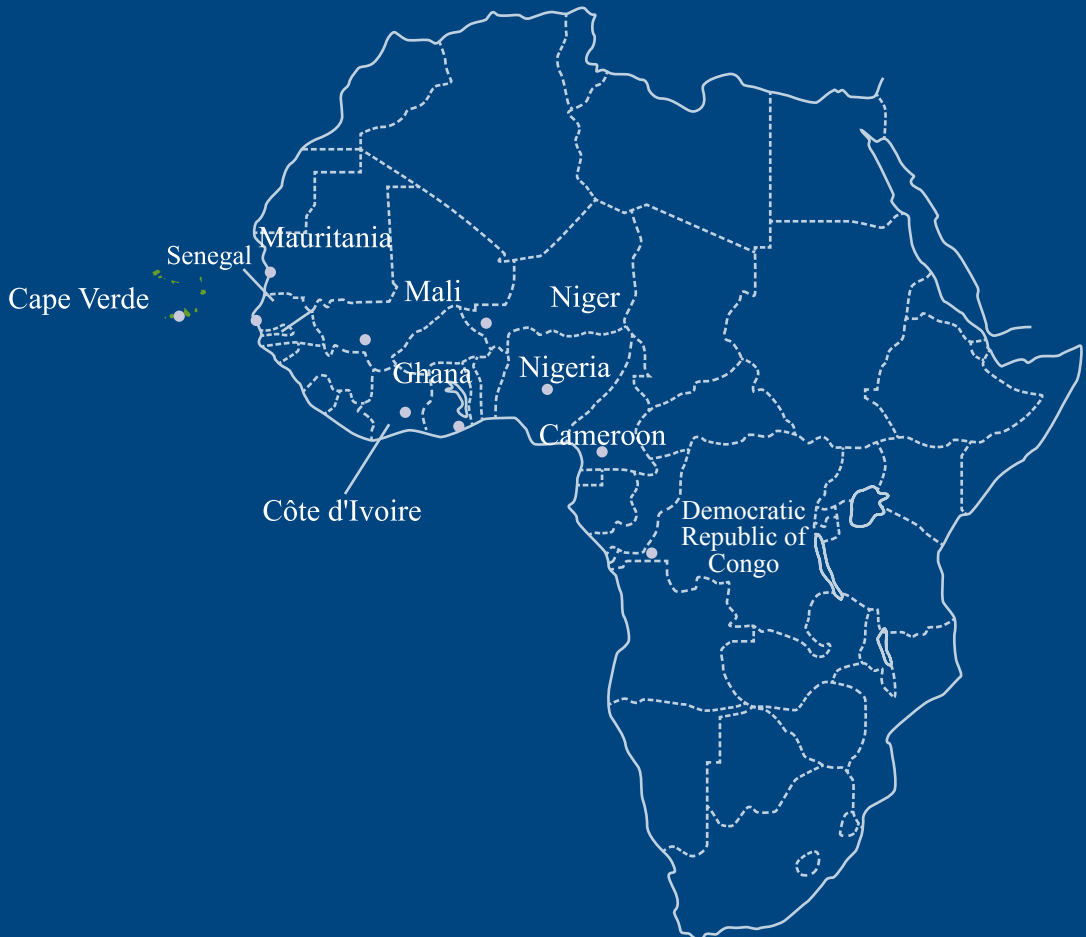 Mauritania
Senegal
Cape Verde
Mali
Niger
Ghana
Nigeria
Cameroon
Côte d'Ivoire
Democratic
Republic of
Congo